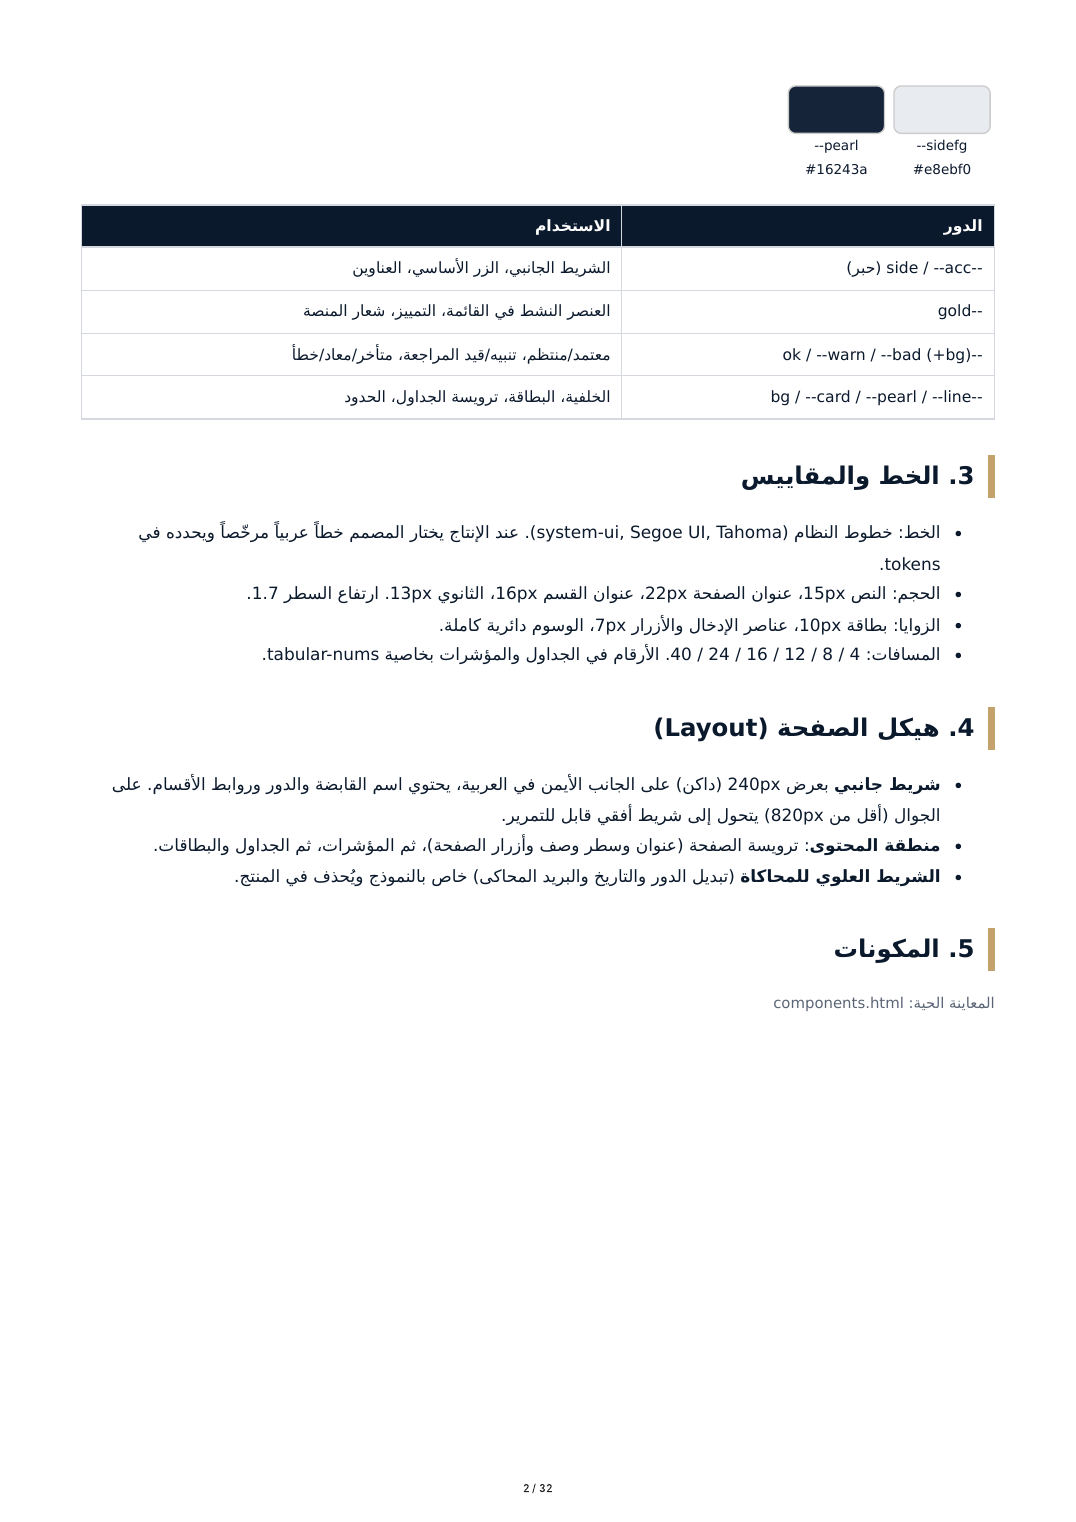 --sidefg
#e8ebf0
--pearl
#16243a
الدور
الاستخدام
--side / --acc (حبر)
الشريط الجانبي، الزر الأساسي، العناوين
--gold
العنصر النشط في القائمة، التمييز، شعار المنصة
--ok / --warn / --bad (+bg)
معتمد/منتظم، تنبيه/قيد المراجعة، متأخر/معاد/خطأ
--bg / --card / --pearl / --line
الخلفية، البطاقة، ترويسة الجداول، الحدود
3. الخط والمقاييس
• الخط: خطوط النظام (system-ui, Segoe UI, Tahoma). عند الإنتاج يختار المصمم خطاً عربياً مرخّصاً ويحدده في
tokens.
• الحجم: النص 15px، عنوان الصفحة 22px، عنوان القسم 16px، الثانوي 13px. ارتفاع السطر 1.7.
• الزوايا: بطاقة 10px، عناصر الإدخال والأزرار 7px، الوسوم دائرية كاملة.
• المسافات: 4 / 8 / 12 / 16 / 24 / 40. الأرقام في الجداول والمؤشرات بخاصية tabular-nums.
4. هيكل الصفحة (Layout)
• شريط جانبي بعرض 240px (داكن) على الجانب الأيمن في العربية، يحتوي اسم القابضة والدور وروابط الأقسام. على
الجوال (أقل من 820px) يتحول إلى شريط أفقي قابل للتمرير.
• منطقة المحتوى: ترويسة الصفحة (عنوان وسطر وصف وأزرار الصفحة)، ثم المؤشرات، ثم الجداول والبطاقات.
• الشريط العلوي للمحاكاة (تبديل الدور والتاريخ والبريد المحاكى) خاص بالنموذج ويُحذف في المنتج.
5. المكونات
المعاينة الحية: components.html
2 / 32